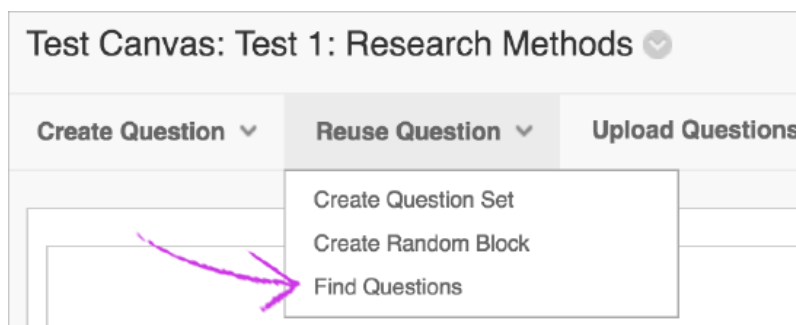 Test Canvas: Test 1: Research Methods
Create Question Reuse Question Upload Questions
Create Question Set
Create Random Block
Find Questions